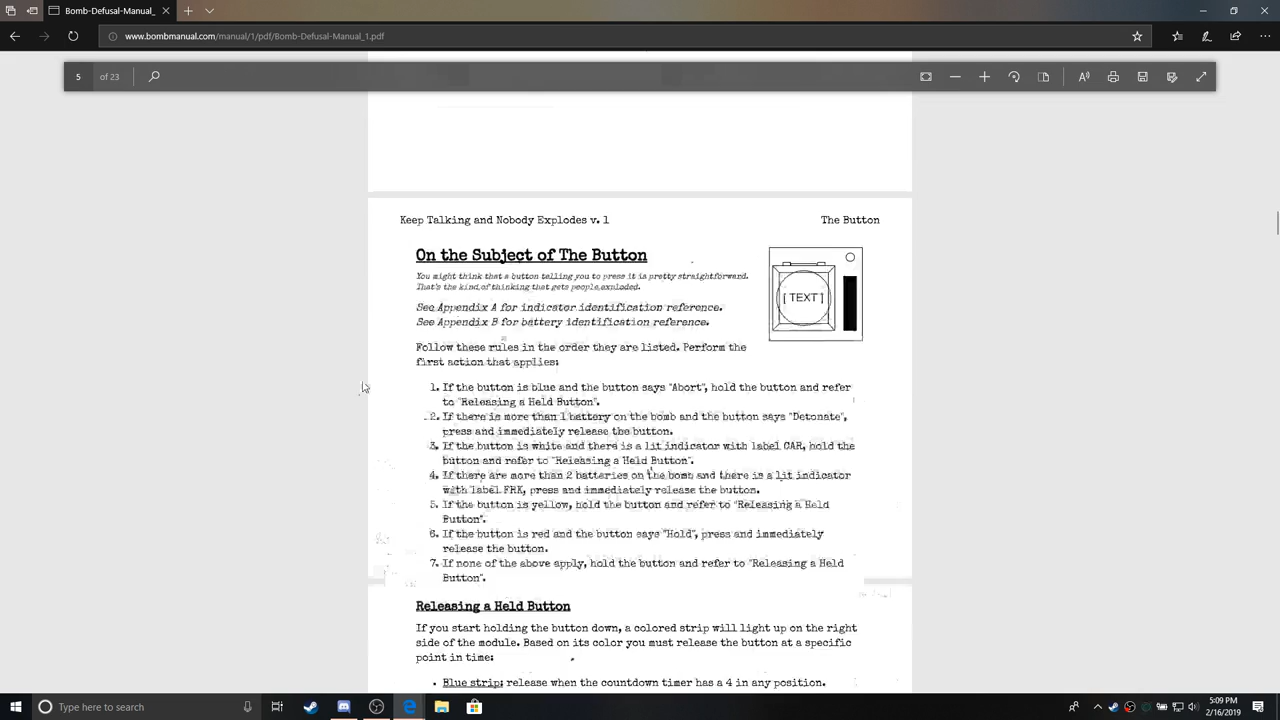 Bomb-Defusal-Manual_
www.bombmanual.com/manual/1/pdf/Bomb-Defusal-Manual_1.pdf
5 of 23
Keep Talking and Nobody Explodes v. 1
The Button
On the Subject of The Button
You might think that a button telling you to press it is pretty straightforward.
That's the kind of thinking that gets people exploded.
See Appendix A for indicator identification reference.
See Appendix B for battery identification reference.
[ TEXT ]
Follow these rules in the order they are listed. Perform the
first action that applies:
1. If the button is blue and the button says "Abort", hold the button and refer
to "Releasing a Held Button".
2. If there is more than 1 battery on the bomb and the button says "Detonate",
press and immediately release the button.
3. If the button is white and there is a lit indicator with label CAR, hold the
button and refer to "Releasing a Held Button".
4. If there are more than 2 batteries on the bomb and there is a lit indicator
with label FRK, press and immediately release the button.
5. If the button is yellow, hold the button and refer to "Releasing a Held
Button".
6. If the button is red and the button says "Hold", press and immediately
release the button.
7. If none of the above apply, hold the button and refer to "Releasing a Held
Button".
Releasing a Held Button
If you start holding the button down, a colored strip will light up on the right
side of the module. Based on its color you must release the button at a specific
point in time:
• Blue strip: release when the countdown timer has a 4 in any position.
Type here to search
5:09 PM
2/16/2019